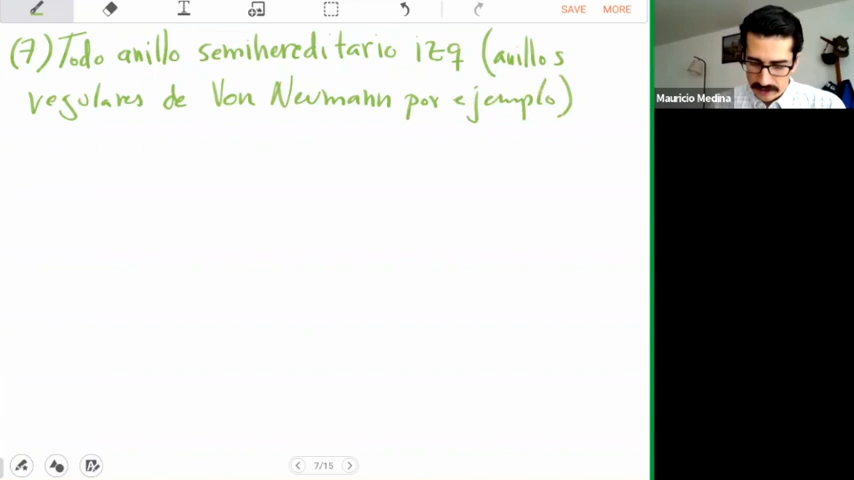 SAVE MORE
(7) Todo anillo semihereditario izq (anillos
regulares de Von Neumann por ejemplo)
Mauricio Medina
7/15